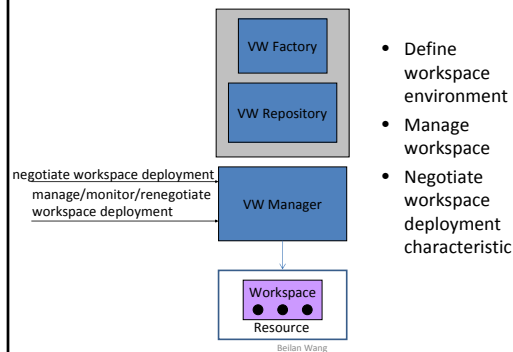 VW Factory
VW Repository
negotiate workspace deployment
manage/monitor/renegotiate
workspace deployment
VW Manager
Workspace
Resource
• Define
workspace
environment
• Manage
workspace
• Negotiate
workspace
deployment
characteristic
Beilan Wang